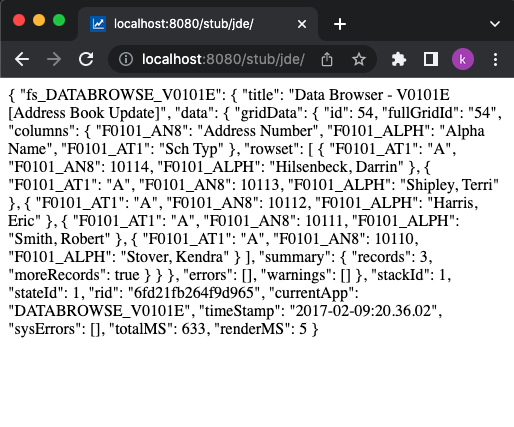 localhost:8080/stub/jde/
localhost:8080/stub/jde/
k
{ "fs_DATABROWSE_V0101E": { "title": "Data Browser - V0101E
[Address Book Update]", "data": { "gridData": { "id": 54, "fullGridId": "54",
"columns": { "F0101_AN8": "Address Number", "F0101_ALPH": "Alpha
Name", "F0101_AT1": "Sch Typ" }, "rowset": [ { "F0101_AT1": "A",
"F0101_AN8": 10114, "F0101_ALPH": "Hilsenbeck, Darrin" }, {
"F0101_AT1": "A", "F0101_AN8": 10113, "F0101_ALPH": "Shipley, Terri"
}, { "F0101_AT1": "A", "F0101_AN8": 10112, "F0101_ALPH": "Harris,
Eric" }, { "F0101_AT1": "A", "F0101_AN8": 10111, "F0101_ALPH":
"Smith, Robert" }, { "F0101_AT1": "A", "F0101_AN8": 10110,
"F0101_ALPH": "Stover, Kendra" } ], "summary": { "records": 3,
"moreRecords": true } } }, "errors": [], "warnings": [] }, "stackId": 1,
"stateId": 1, "rid": "6fd21fb264f9d965", "currentApp":
"DATABROWSE_V0101E", "timeStamp": "2017-02-09:20.36.02",
"sysErrors": [], "totalMS": 633, "renderMS": 5 }